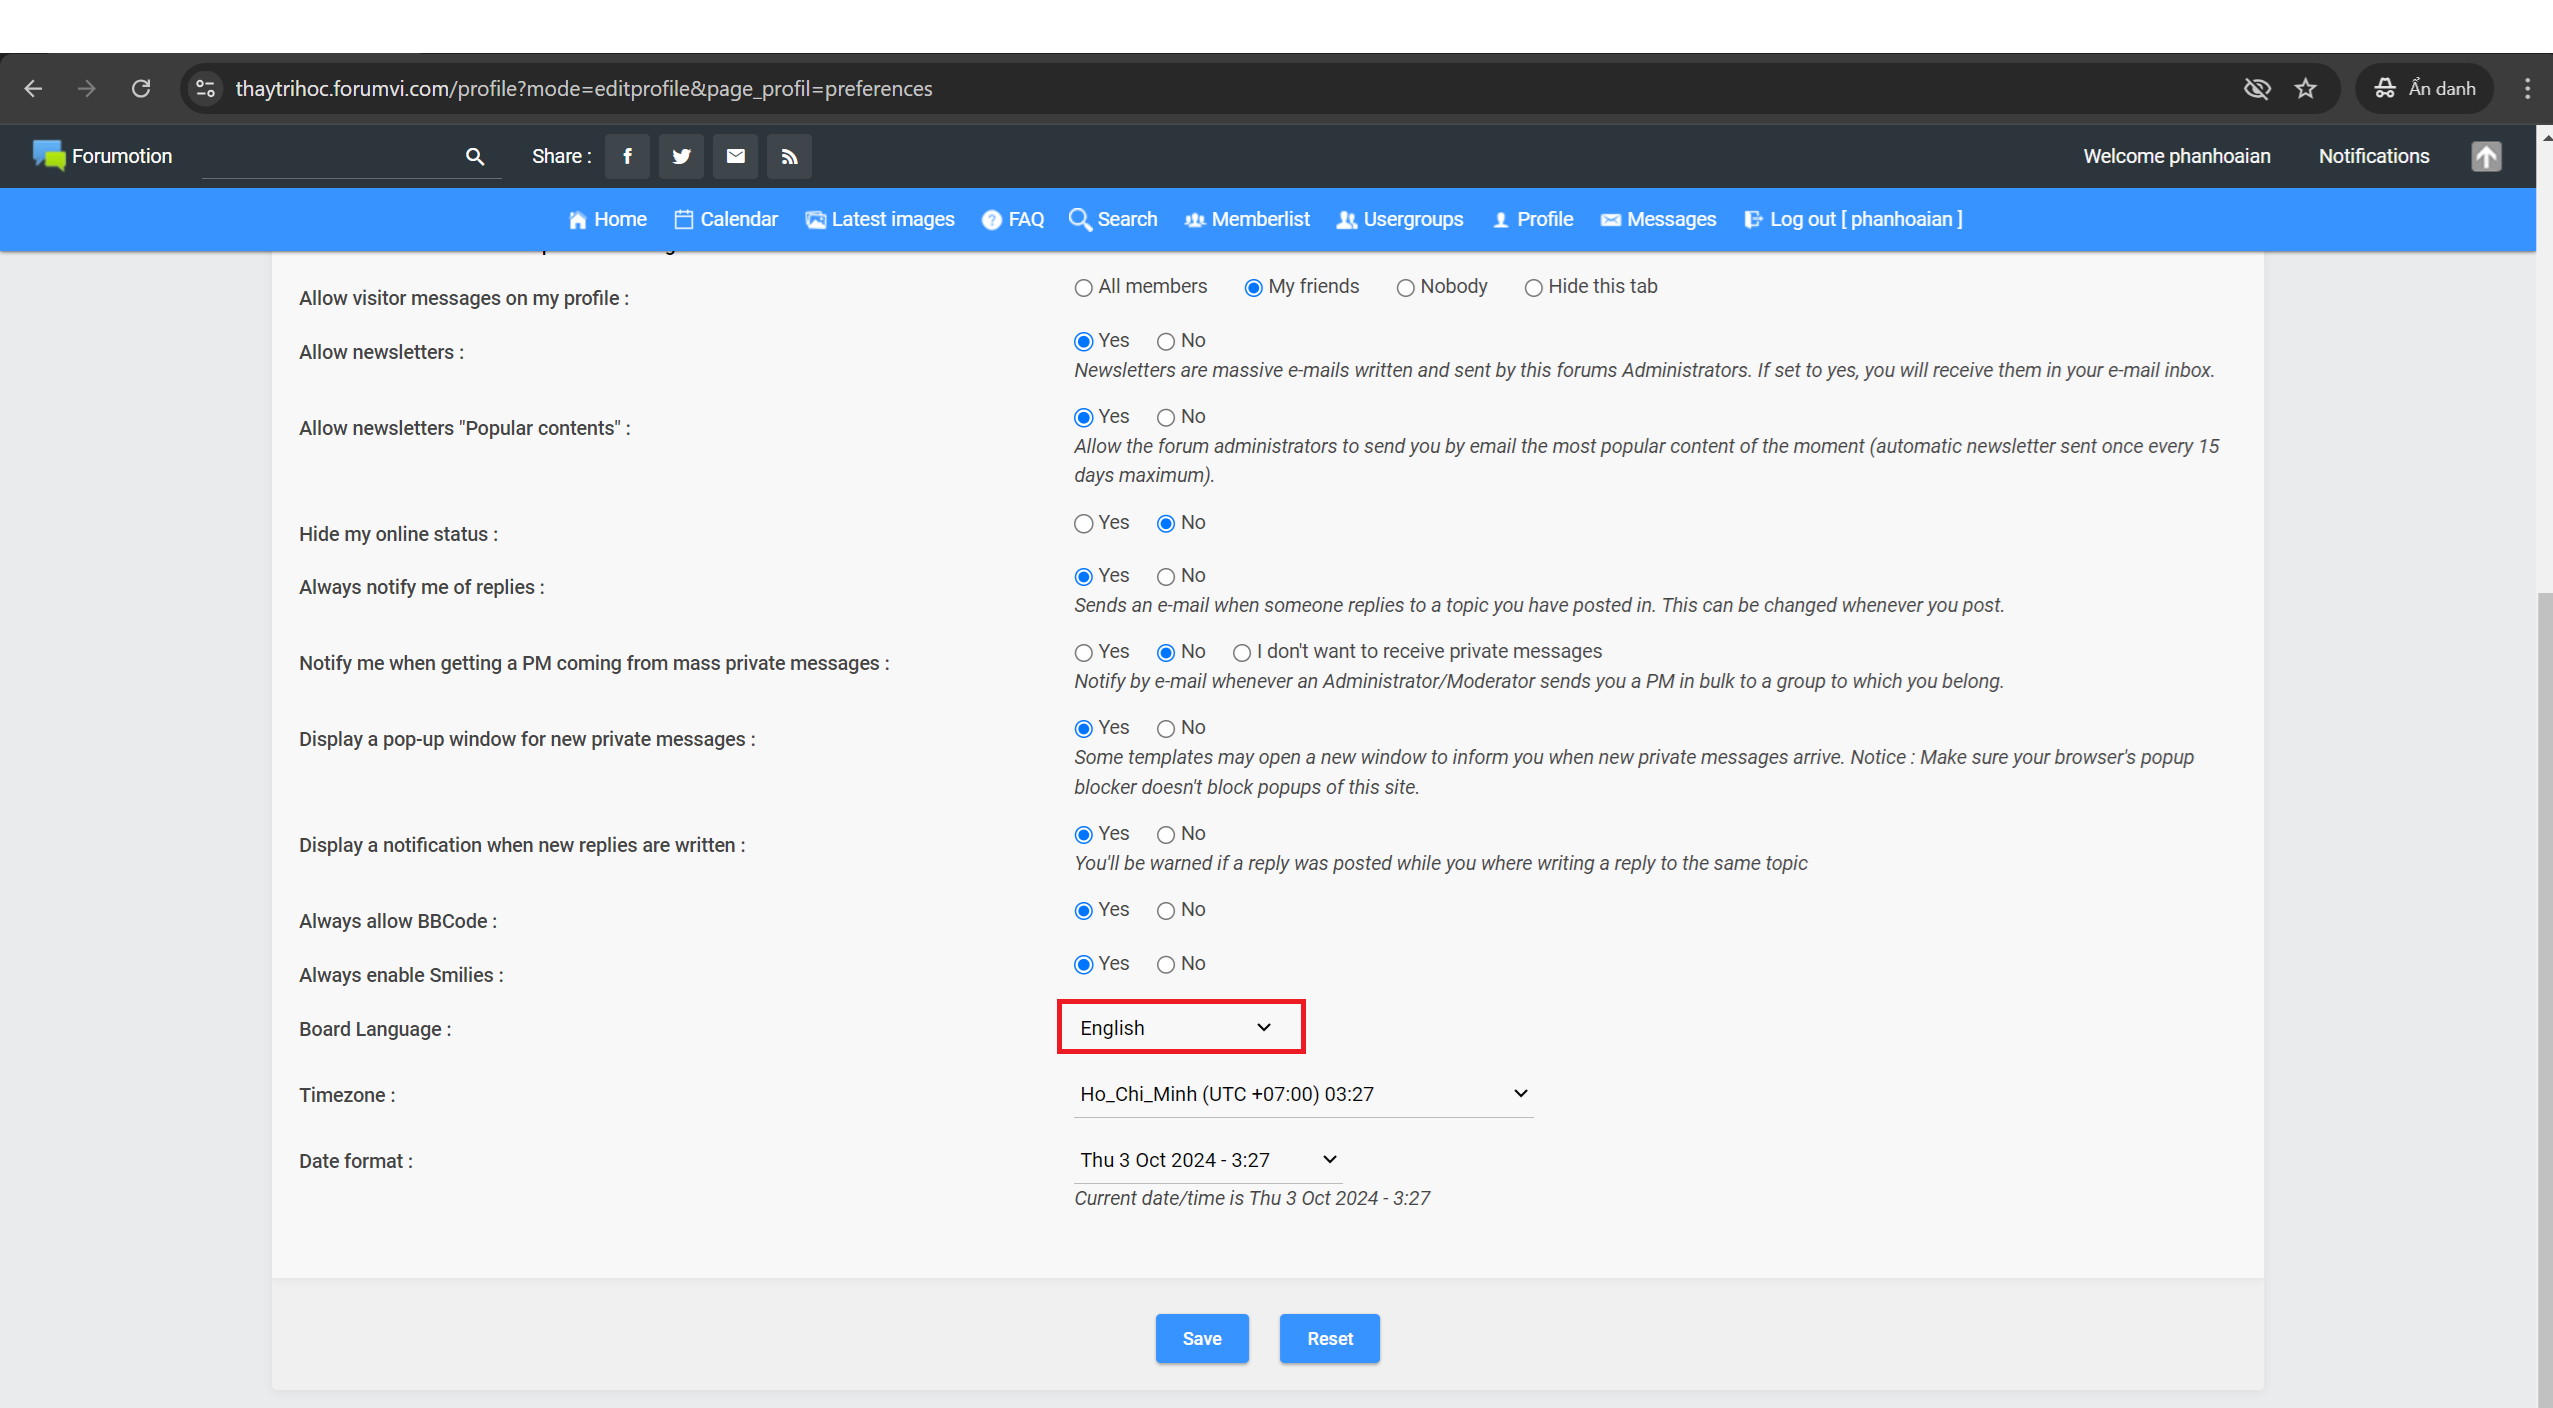 thaytrihoc.forumvi.com/profile?mode=editprofile&page_profil=preferences
Ẩn danh
Forumotion
Share :
Welcome phanhoaian
Notifications
Home
Calendar
Latest images
FAQ
Search
Memberlist
Usergroups
Profile
Messages
Log out [ phanhoaian ]
Allow visitor messages on my profile :
All members My friends Nobody Hide this tab
Allow newsletters :
Yes No
Newsletters are massive e-mails written and sent by this forums Administrators. If set to yes, you will receive them in your e-mail inbox.
Allow newsletters "Popular contents" :
Yes No
Allow the forum administrators to send you by email the most popular content of the moment (automatic newsletter sent once every 15
days maximum).
Hide my online status :
Yes No
Always notify me of replies :
Yes No
Sends an e-mail when someone replies to a topic you have posted in. This can be changed whenever you post.
Notify me when getting a PM coming from mass private messages :
Yes No I don't want to receive private messages
Notify by e-mail whenever an Administrator/Moderator sends you a PM in bulk to a group to which you belong.
Display a pop-up window for new private messages :
Yes No
Some templates may open a new window to inform you when new private messages arrive. Notice : Make sure your browser's popup
blocker doesn't block popups of this site.
Display a notification when new replies are written :
Yes No
You'll be warned if a reply was posted while you where writing a reply to the same topic
Always allow BBCode :
Yes No
Always enable Smilies :
Yes No
Board Language :
English
Timezone :
Ho_Chi_Minh (UTC +07:00) 03:27
Date format :
Thu 3 Oct 2024 - 3:27
Current date/time is Thu 3 Oct 2024 - 3:27
Save
Reset